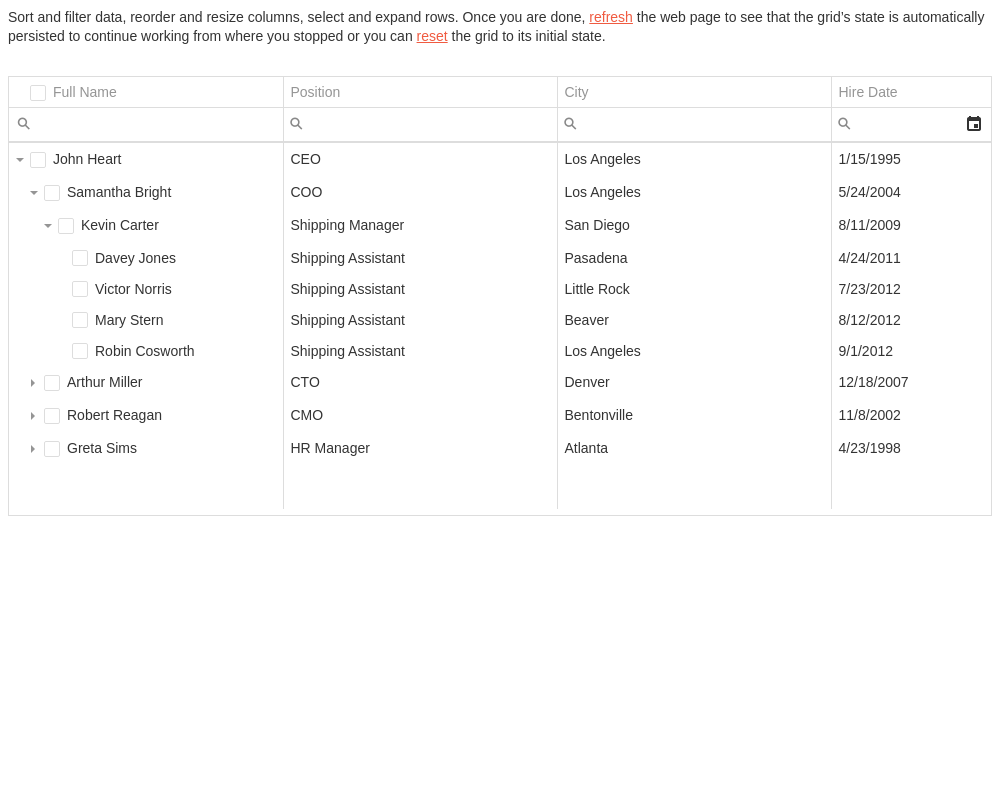 Sort and filter data, reorder and resize columns, select and expand rows. Once you are done, refresh the web page to see that the grid’s state is automatically
persisted to continue working from where you stopped or you can reset the grid to its initial state.
Full Name Position City Hire Date
John Heart CEO Los Angeles 1/15/1995
Samantha Bright COO Los Angeles 5/24/2004
Kevin Carter Shipping Manager San Diego 8/11/2009
Davey Jones Shipping Assistant Pasadena 4/24/2011
Victor Norris Shipping Assistant Little Rock 7/23/2012
Mary Stern Shipping Assistant Beaver 8/12/2012
Robin Cosworth Shipping Assistant Los Angeles 9/1/2012
Arthur Miller CTO Denver 12/18/2007
Robert Reagan CMO Bentonville 11/8/2002
Greta Sims HR Manager Atlanta 4/23/1998